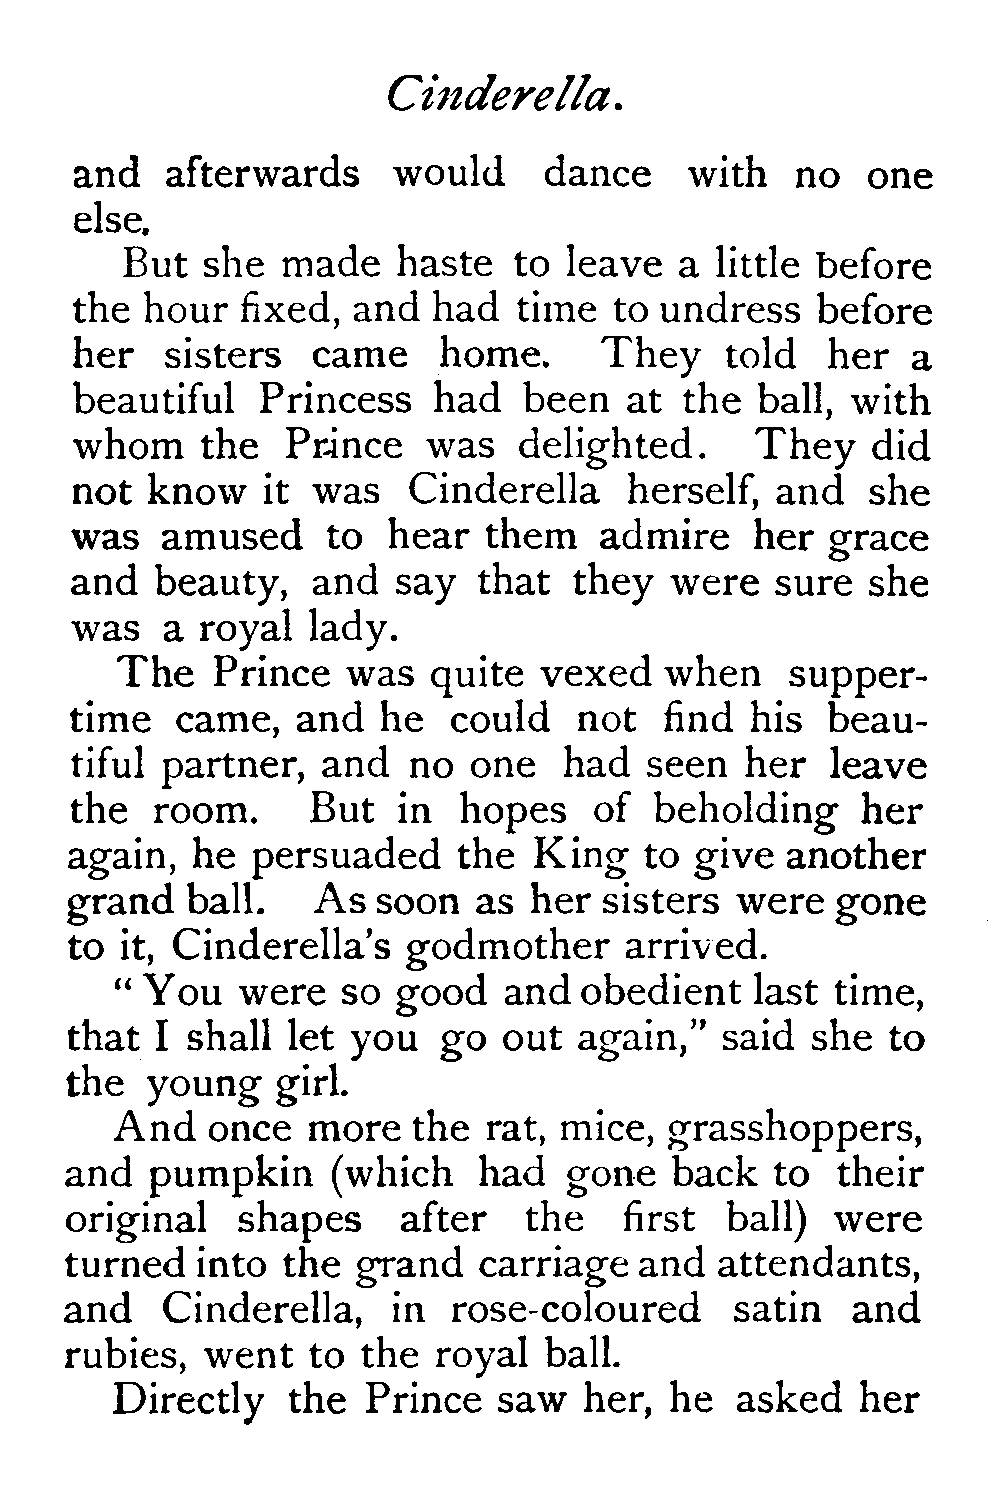 Cinderella.
and afterwards would dance with no one
else.
But she made haste to leave a little before
the hour fixed, and had time to undress before
her sisters came home. They told her a
beautiful Princess had been at the ball, with
whom the Prince was delighted. They did
not know it was Cinderella herself, and she
was amused to hear them admire her grace
and beauty, and say that they were sure she
was a royal lady.
The Prince was quite vexed when supper-
time came, and he could not find his beau-
tiful partner, and no one had seen her leave
the room. But in hopes of beholding her
again, he persuaded the King to give another
grand ball. As soon as her sisters were gone
to it, Cinderella's godmother arrived.
"You were so good and obedient last time,
that I shall let you go out again," said she to
the young girl.
And once more the rat, mice, grasshoppers,
and pumpkin (which had gone back to their
original shapes after the first ball) were
turned into the grand carriage and attendants,
and Cinderella, in rose-coloured satin and
rubies, went to the royal ball.
Directly the Prince saw her, he asked her